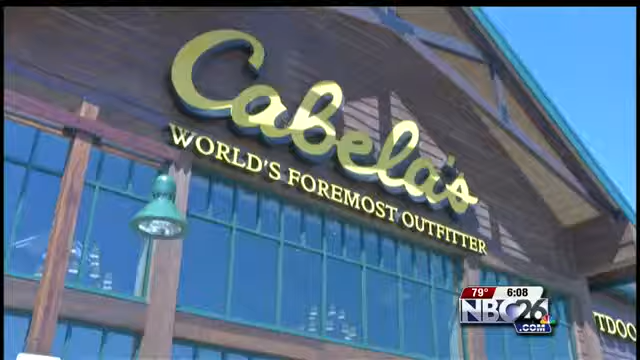 Cabela's
WORLD'S FOREMOST OUTFITTER
TDOO
79° 6:08
NBC26
.COM